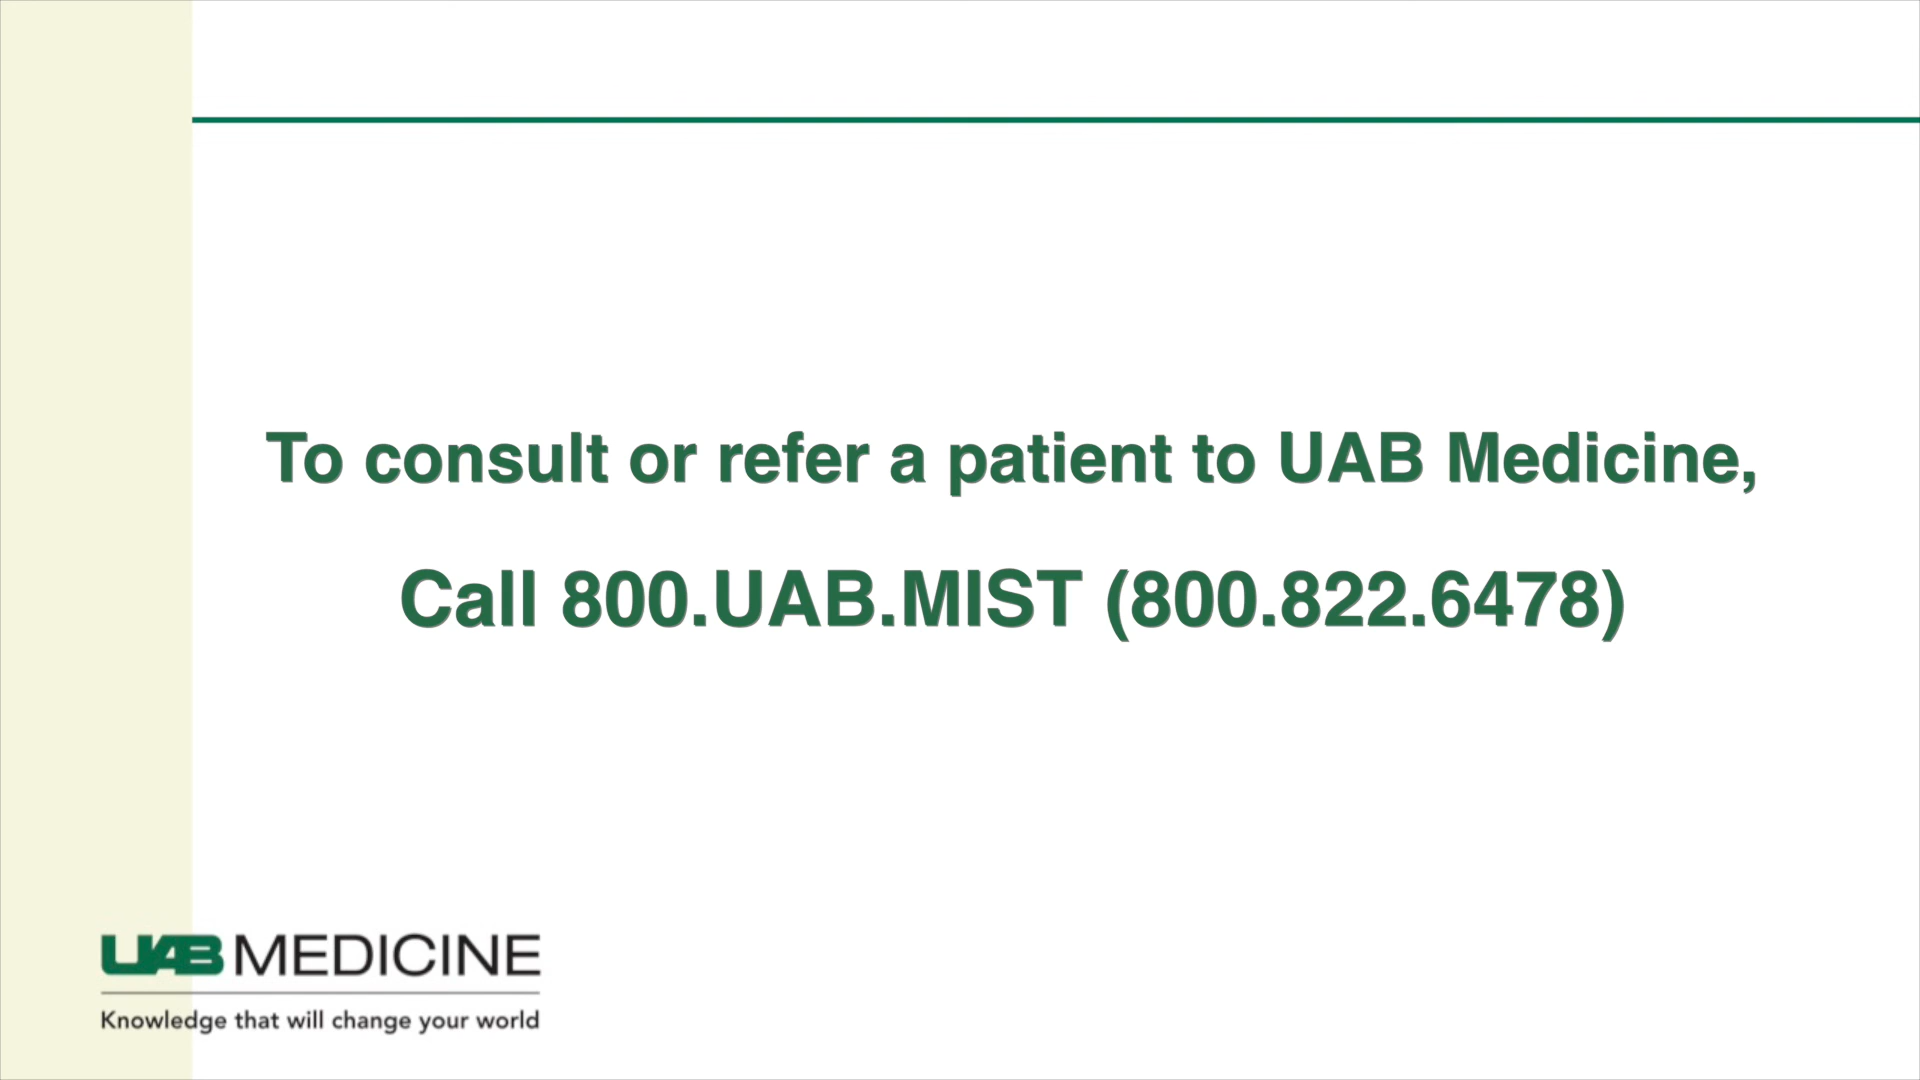 To consult or refer a patient to UAB Medicine,
Call 800.UAB.MIST (800.822.6478)
UAB MEDICINE
Knowledge that will change your world